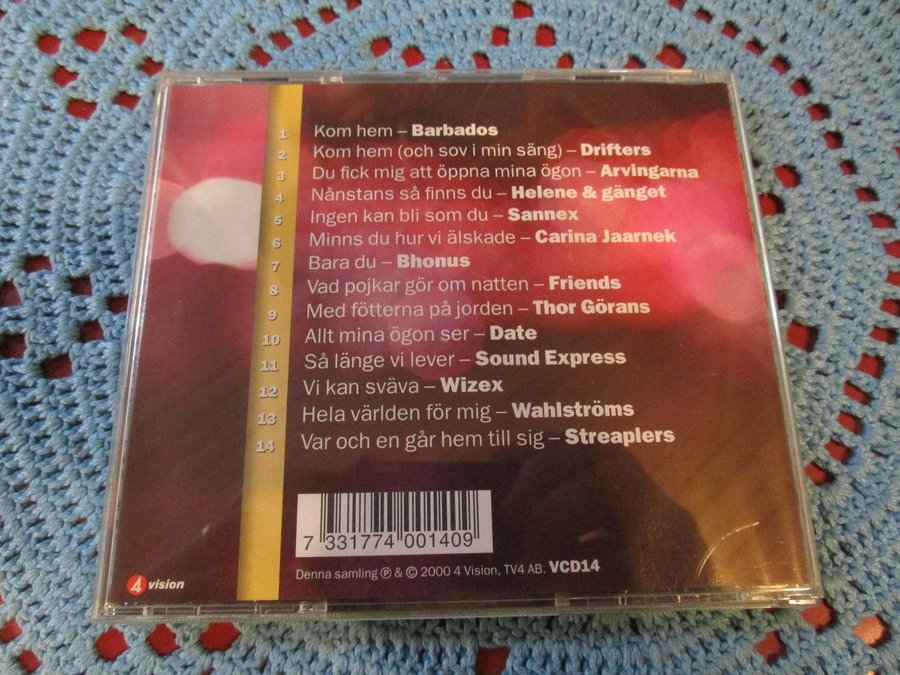 1 Kom hem – Barbados
2 Kom hem (och sov i min säng) – Drifters
3 Du fick mig att öppna mina ögon – Arvingarna
4 Nånstans så finns du – Helene & gänget
5 Ingen kan bli som du – Sannex
6 Minns du hur vi älskade – Carina Jaarnek
7 Bara du – Bhonus
8 Vad pojkar gör om natten – Friends
9 Med fötterna på jorden – Thor Görans
10 Allt mina ögon ser – Date
11 Så länge vi lever – Sound Express
12 Vi kan sväva – Wizex
13 Hela världen för mig – Wahlströms
14 Var och en går hem till sig – Streaplers
7 331774 001409
Denna samling ℗ & © 2000 4 Vision, TV4 AB. VCD14
4 vision